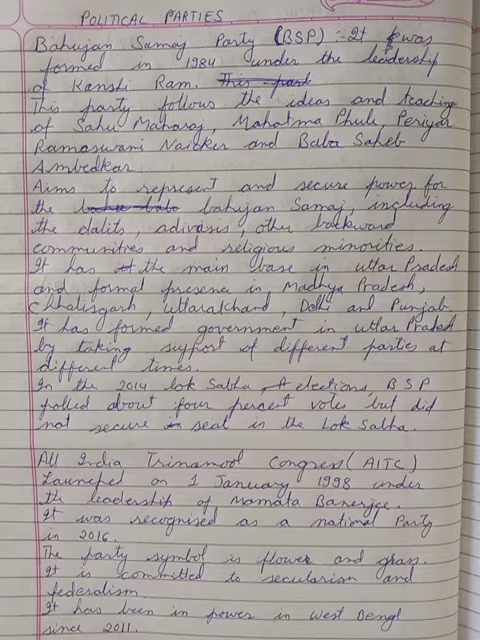 POLITICAL PARTIES
Bahujan Samaj Party (BSP) :- It was
formed in 1984 under the leadership
of Kanshi Ram. This part
This party follows the ideas and teaching
of Sahu Maharaj, Mahatma Phule, Periyar
Ramaswani Naicker and Baba Saheb
Ambedkar.
Aims to represent and secure power for
the bahujan Samaj, including
the dalits, adivasis, other backward
communities and religious minorities.
It has the main base in uttar Pradesh
and formal presence in, Madhya Pradesh,
Chhatisgarh, uttarakhand, Delhi and Punjab.
It has formed government in uttar Pradesh
by taking support of different parties at
different times.
In the 2014 lok Sabha elections, BSP
polled about four percent votes but did
not secure seat in the Lok Sabha.
All India Trinamool Congress (AITC)
Launched on 1 January 1998 under
the leadership of Mamata Banerjee.
It was recognised as a national Party
in 2016.
The party symbol is flower and grass.
It is committed to secularism and
federalism.
It has been in power in west Bengl
since 2011.